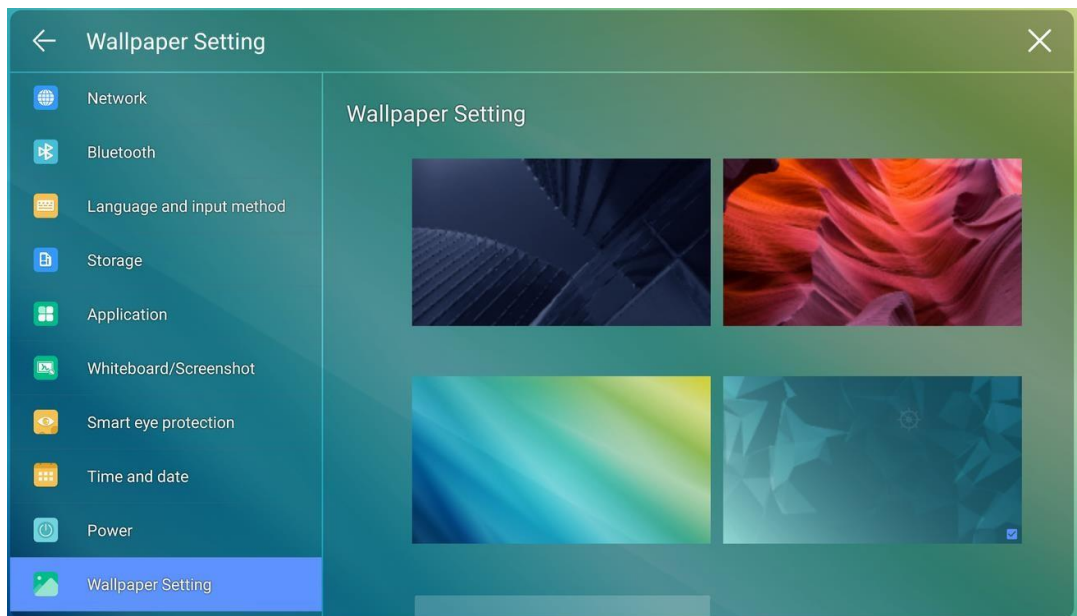 Wallpaper Setting
Network
Bluetooth
Language and input method
Storage
Application
Whiteboard/Screenshot
Smart eye protection
Time and date
Power
Wallpaper Setting
Wallpaper Setting